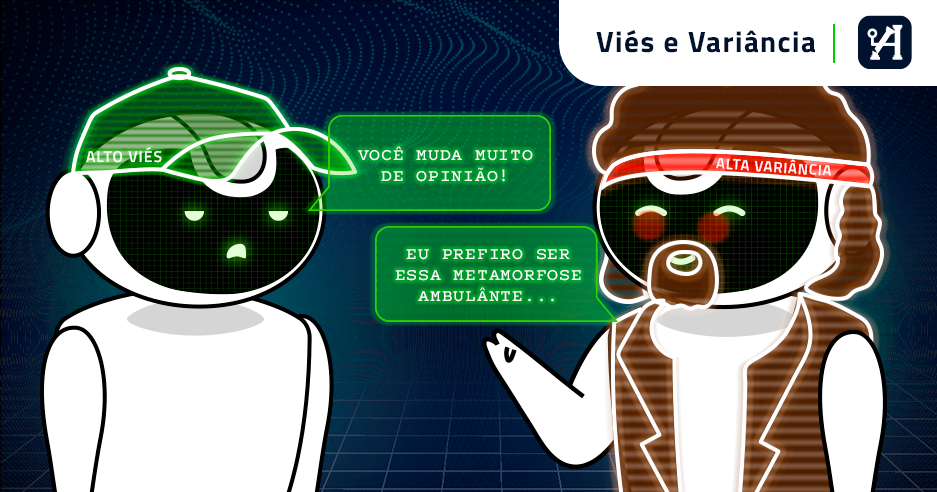 Viés e Variância
ALTO VIÉS
VOCÊ MUDA MUITO
DE OPINIÃO!
ALTA VARIÂNCIA
EU PREFIRO SER
ESSA METAMORFOSE
AMBULÂNTE...